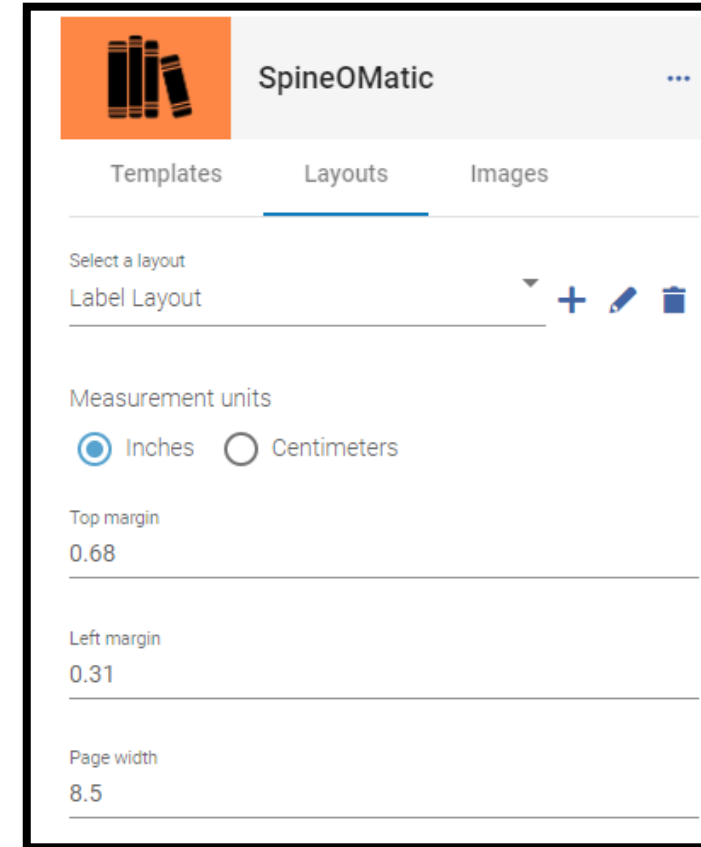 SpineOMatic
Templates Layouts Images
Select a layout
Label Layout
Measurement units
Inches Centimeters
Top margin
0.68
Left margin
0.31
Page width
8.5